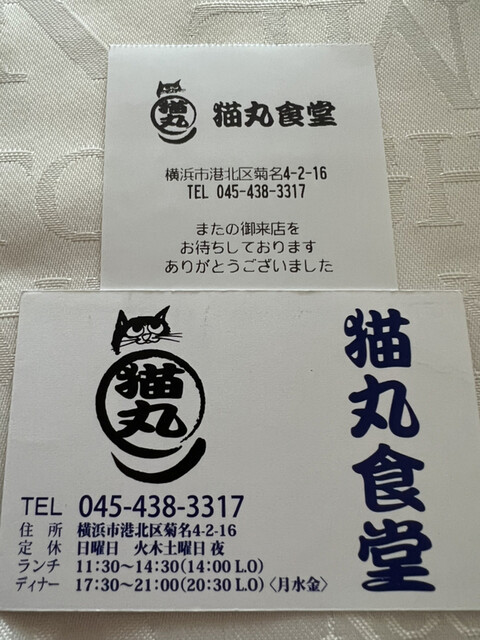 猫丸
猫丸食堂
横浜市港北区菊名4-2-16
TEL 045-438-3317
またの御来店を
お待ちしております
ありがとうございました
猫丸
猫丸食堂
TEL 045-438-3317
住 所 横浜市港北区菊名4-2-16
定 休 日曜日 火木土曜日 夜
ランチ 11:30〜14:30(14:00 L.O)
ディナー 17:30〜21:00(20:30 L.O)〈月水金〉